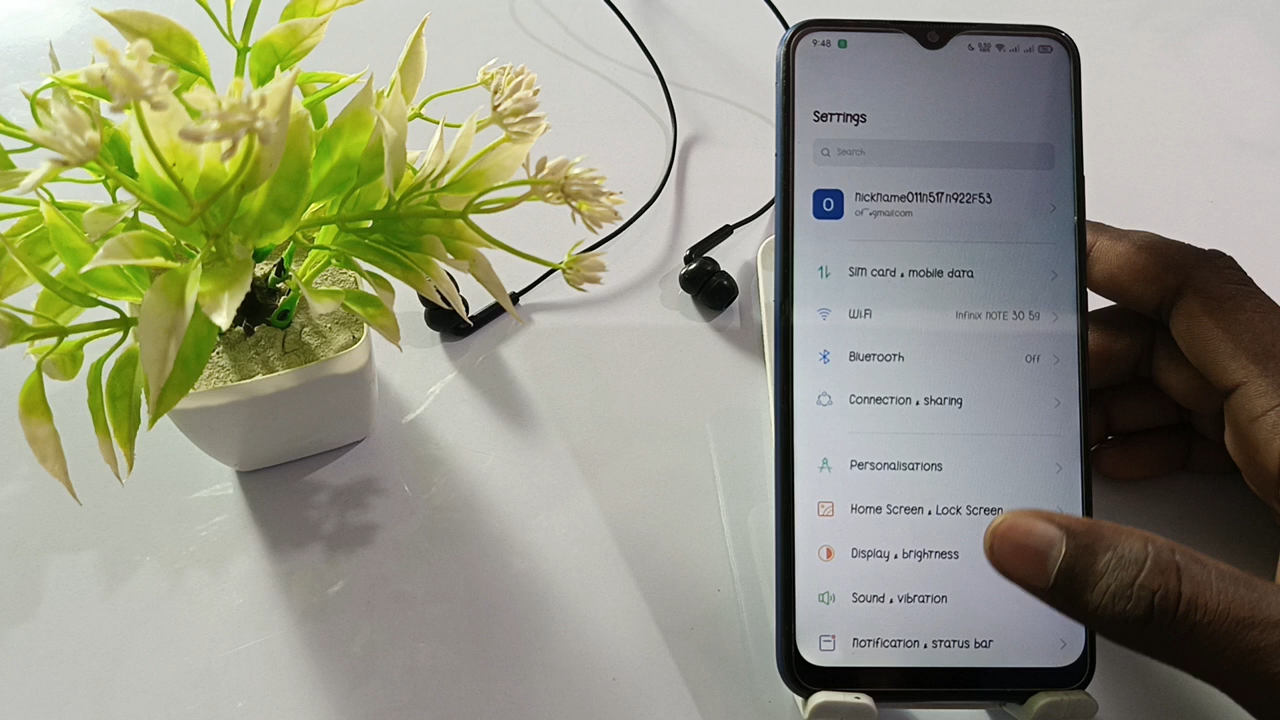 9:48
Settings
Search
O
nickname011n517n922F53
Sim card & mobile data
WiFi
Infinix NOTE 30 5g
Bluetooth
Off
Connection & sharing
Personalisations
Home Screen & Lock Screen
Display & brightness
Sound & vibration
Notification & status bar